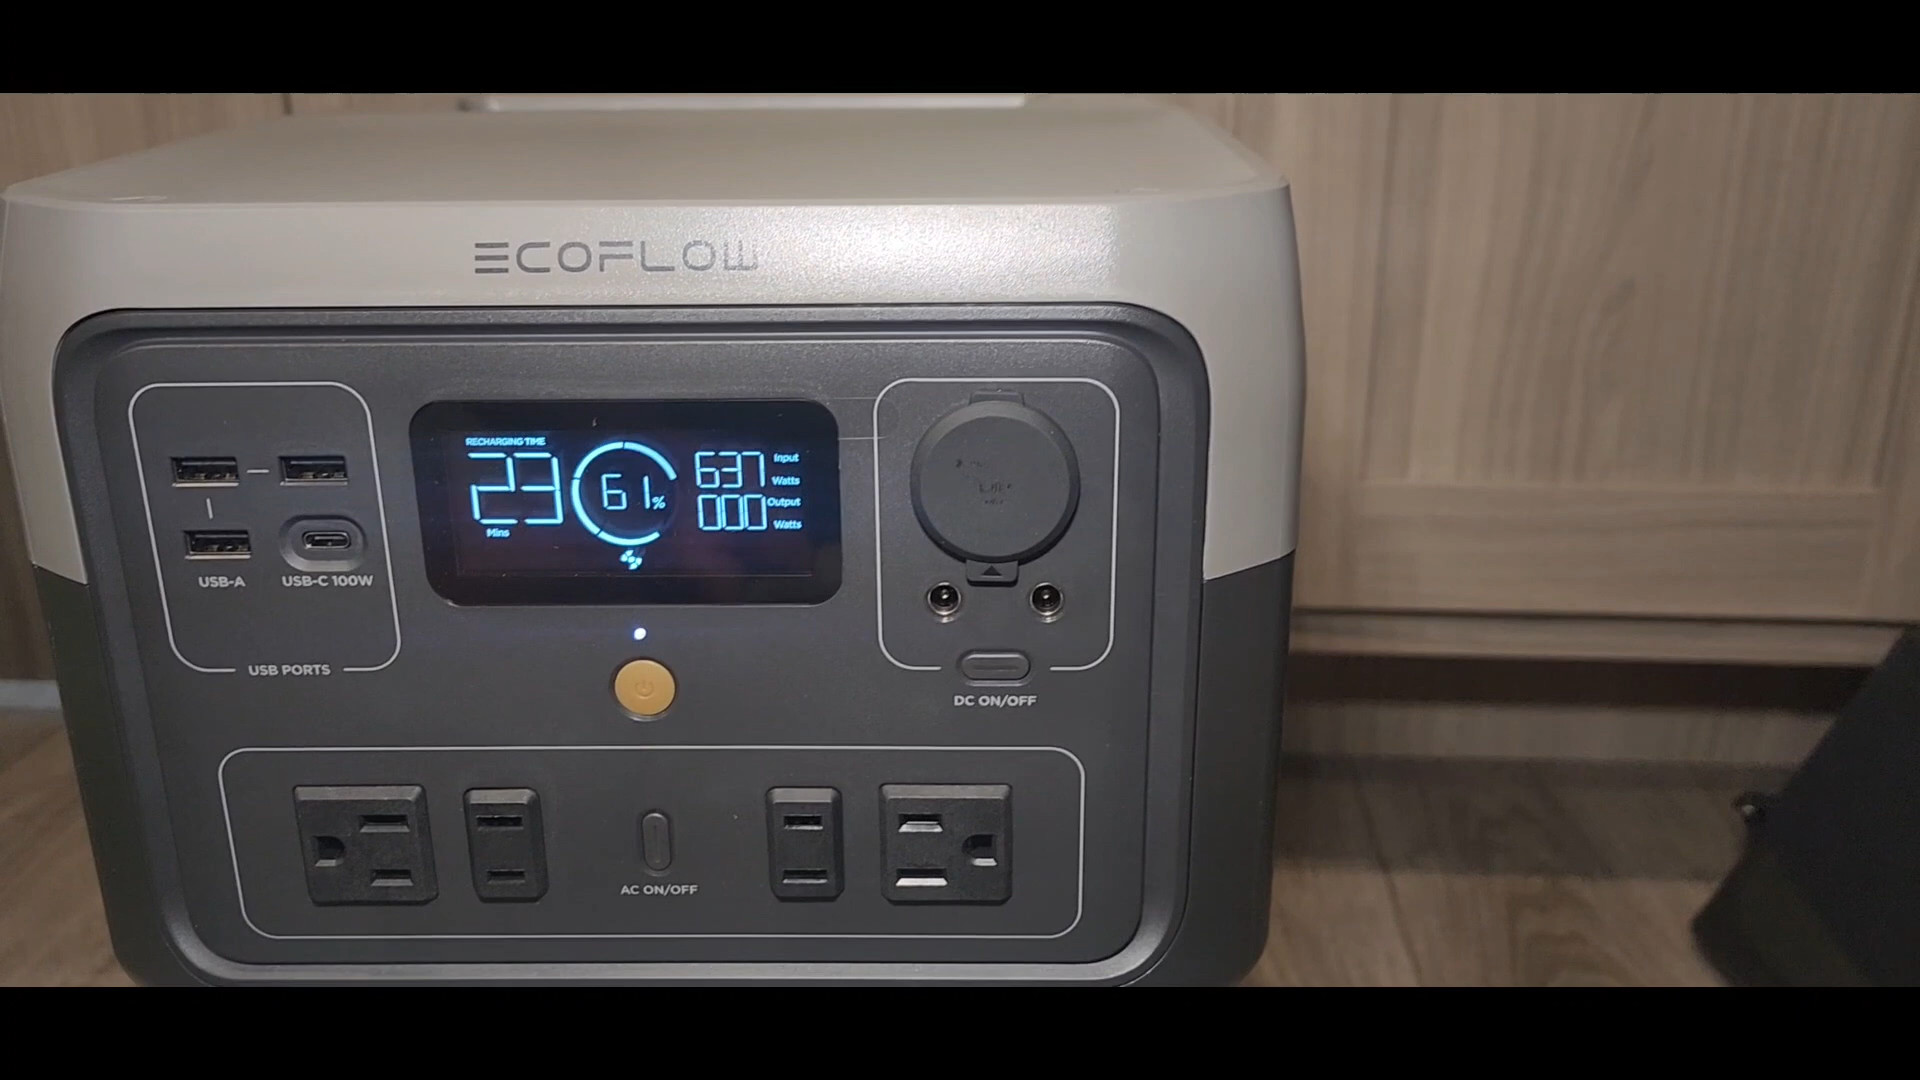 ECOFLOW
RECHARGING TIME
23
Mins
61%
637 Input
Watts
000 Output
Watts
USB-A
USB-C 100W
USB PORTS
DC ON/OFF
AC ON/OFF